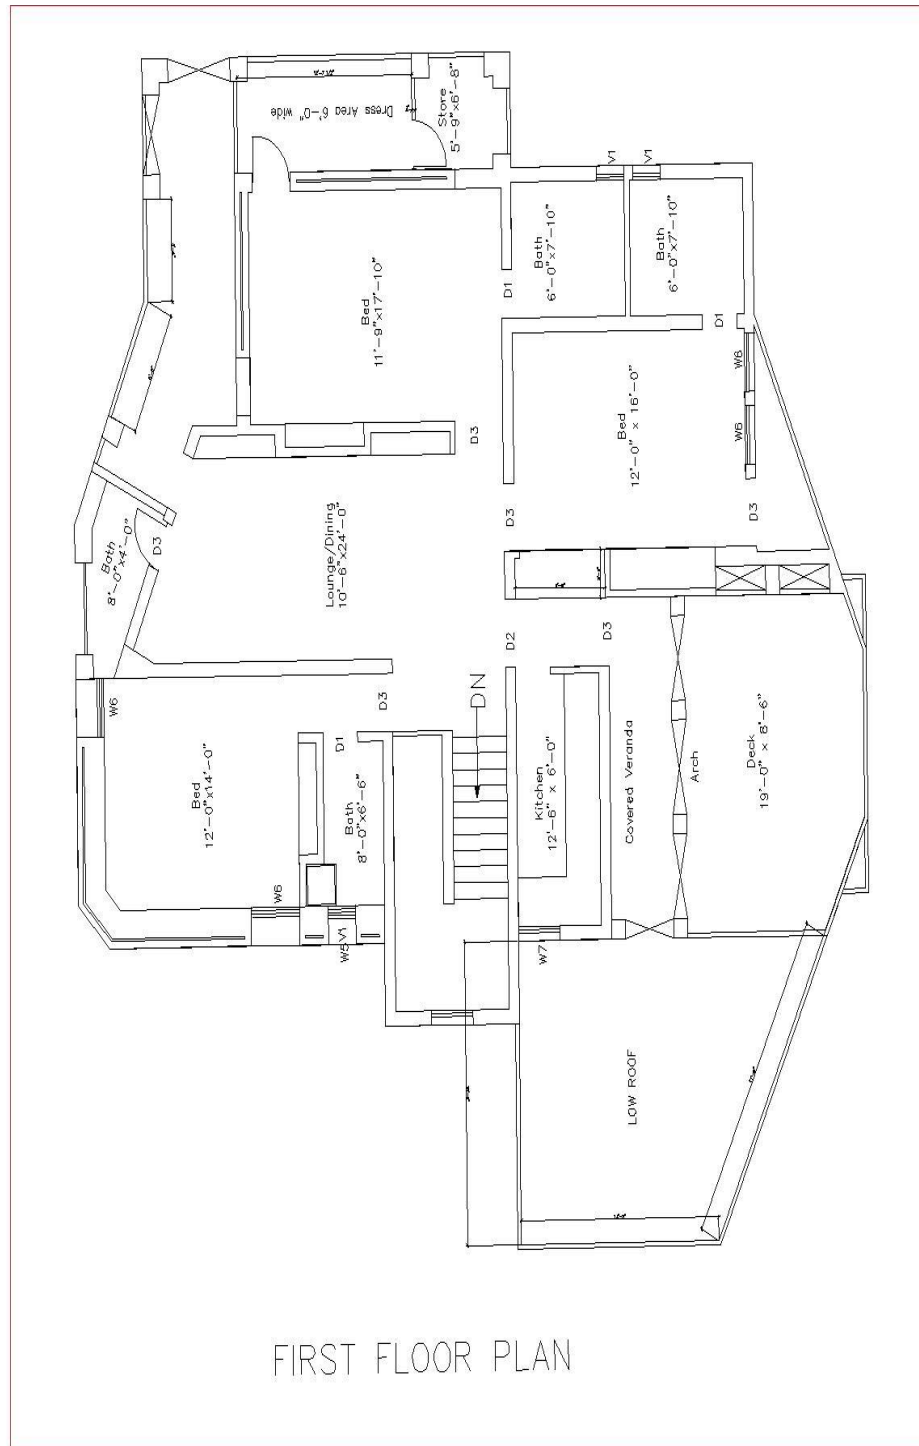 Dress Area 6'-0" wide
Store
5'-9"x6'-8"
V1
V1
Bath
6'-0"x7'-10"
Bath
6'-0"x7'-10"
Bed
11'-9"x17'-10"
D1
D1
W6
W6
Bed
12'-0" x 16'-0"
D3
D3
D3
Bath
8'-0"x4'-0"
D3
Lounge/Dining
10'-6"x24'-0"
D2
D3
W6
D3
DN
D1
Bed
12'-0"x14'-0"
Bath
8'-0"x6'-6"
Kitchen
12'-6" x 6'-0"
Covered Veranda
Arch
Deck
19'-0" x 8'-6"
W6
W5
V1
W7
LOW ROOF
FIRST FLOOR PLAN